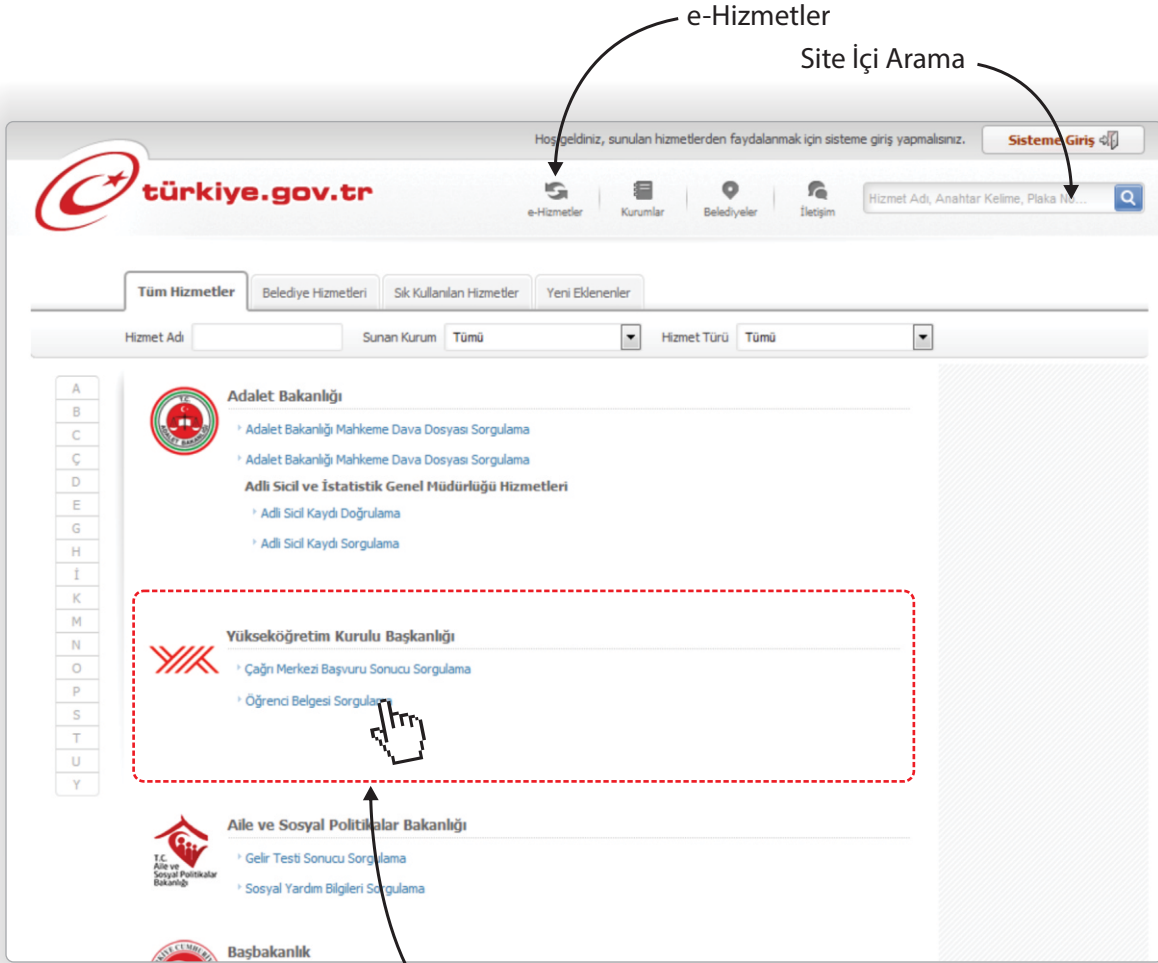 e-Hizmetler
Site İçi Arama
Hoş geldiniz, sunulan hizmetlerden faydalanmak için sisteme giriş yapmalısınız.
Sisteme Giriş
türkiye.gov.tr
e-Hizmetler
Kurumlar
Belediyeler
İletişim
Hizmet Adı, Anahtar Kelime, Plaka No...
Tüm Hizmetler
Belediye Hizmetleri
Sık Kullanılan Hizmetler
Yeni Eklenenler
Hizmet Adı
Sunan Kurum
Tümü
Hizmet Türü
Tümü
A
B
C
Ç
D
E
G
H
İ
K
M
N
O
P
S
T
U
Y
T.C.
ADALET BAKANLIĞI
Adalet Bakanlığı
Adalet Bakanlığı Mahkeme Dava Dosyası Sorgulama
Adalet Bakanlığı Mahkeme Dava Dosyası Sorgulama
Adli Sicil ve İstatistik Genel Müdürlüğü Hizmetleri
Adli Sicil Kaydı Doğrulama
Adli Sicil Kaydı Sorgulama
Yükseköğretim Kurulu Başkanlığı
Çağrı Merkezi Başvuru Sonucu Sorgulama
Öğrenci Belgesi Sorgulama
T.C.
Aile ve
Sosyal Politikalar
Bakanlığı
Aile ve Sosyal Politikalar Bakanlığı
Gelir Testi Sonucu Sorgulama
Sosyal Yardım Bilgileri Sorgulama
Başbakanlık